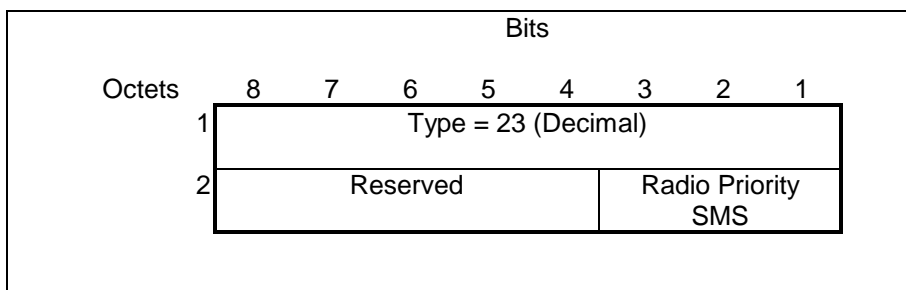 Bits
Octets 8 7 6 5 4 3 2 1
1 Type = 23 (Decimal)
2 Reserved Radio Priority
SMS